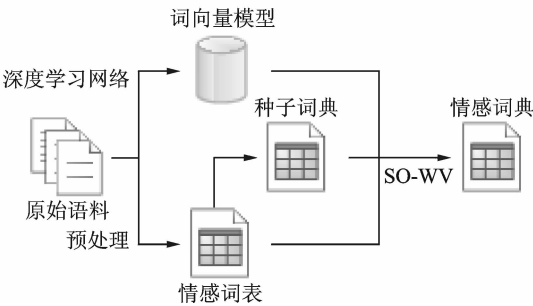 词向量模型
深度学习网络
种子词典
情感词典
SO-WV
原始语料
预处理
情感词表